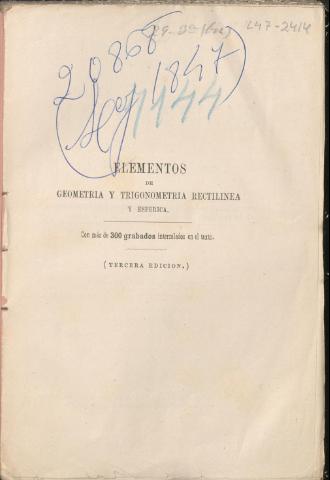 247-2414
20868
1847
1144
ELEMENTOS
DE
GEOMETRIA Y TRIGONOMETRIA RECTILINEA
Y ESFERICA.
Con más de 300 grabados intercalados en el texto.
(TERCERA EDICION.)